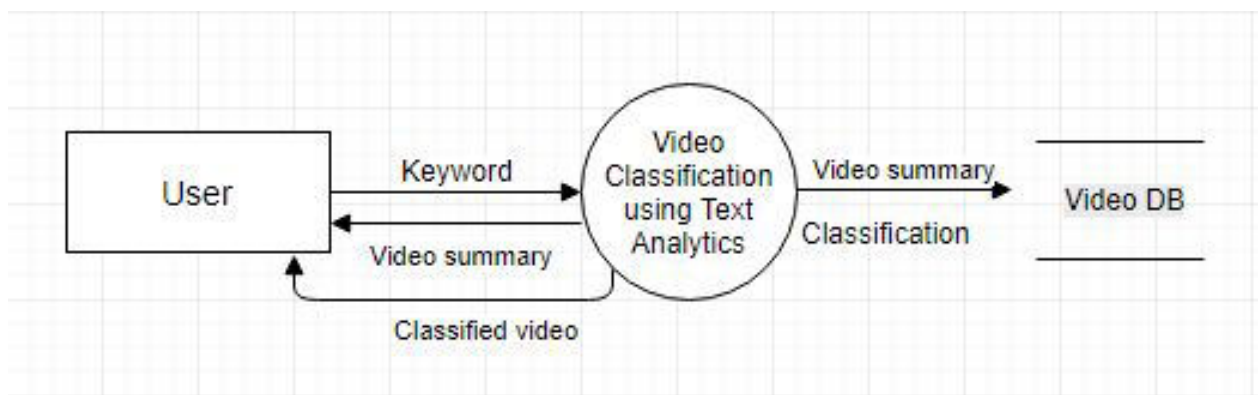 User
Keyword
Video summary
Classified video
Video
Classification
using Text
Analytics
Video summary
Classification
Video DB